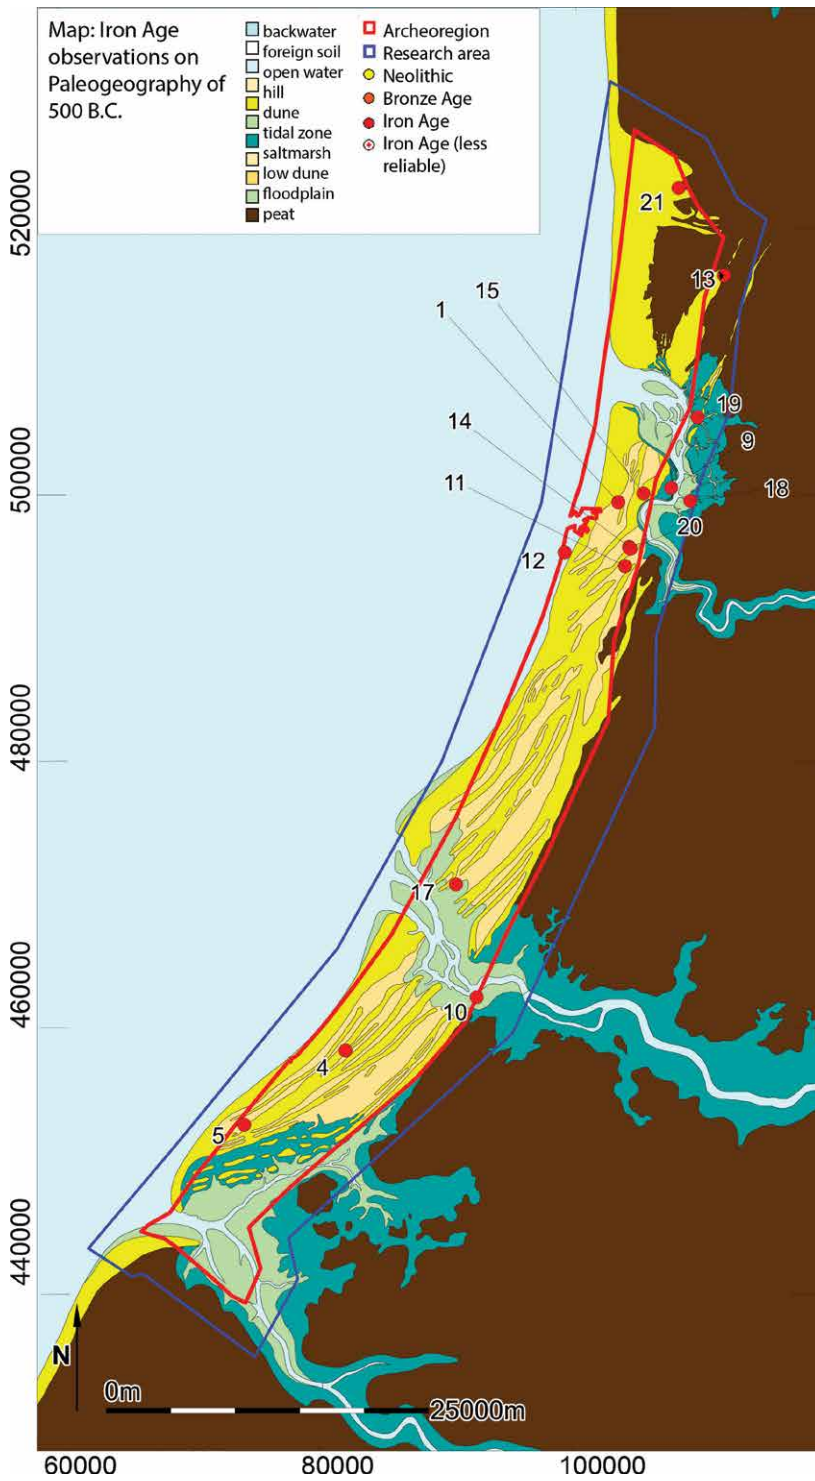 Map: Iron Age
observations on
Paleogeography of
500 B.C.
backwater
foreign soil
open water
hill
dune
tidal zone
saltmarsh
low dune
floodplain
peat
Archeoregion
Research area
Neolithic
Bronze Age
Iron Age
Iron Age (less
reliable)
520000
500000
480000
460000
440000
21
13
15
1
14
11
19
9
18
20
12
17
10
4
5
N
0m
25000m
60000
80000
100000